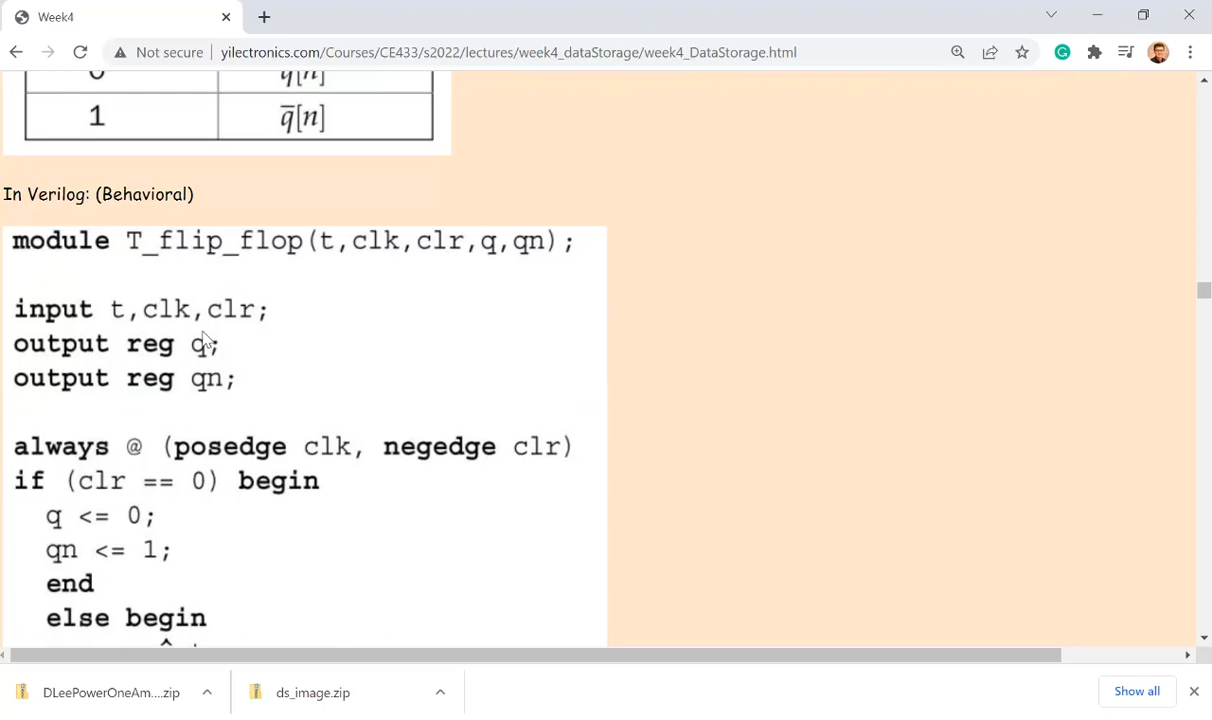 Week4
Not secure
yilectronics.com/Courses/CE433/s2022/lectures/week4_dataStorage/week4_DataStorage.html
0 q[n]
1 q̅[n]
In Verilog: (Behavioral)
module T_flip_flop(t,clk,clr,q,qn);
input t,clk,clr;
output reg q;
output reg qn;
always @ (posedge clk, negedge clr)
if (clr == 0) begin
q <= 0;
qn <= 1;
end
else begin
DLeePowerOneAm....zip
ds_image.zip
Show all